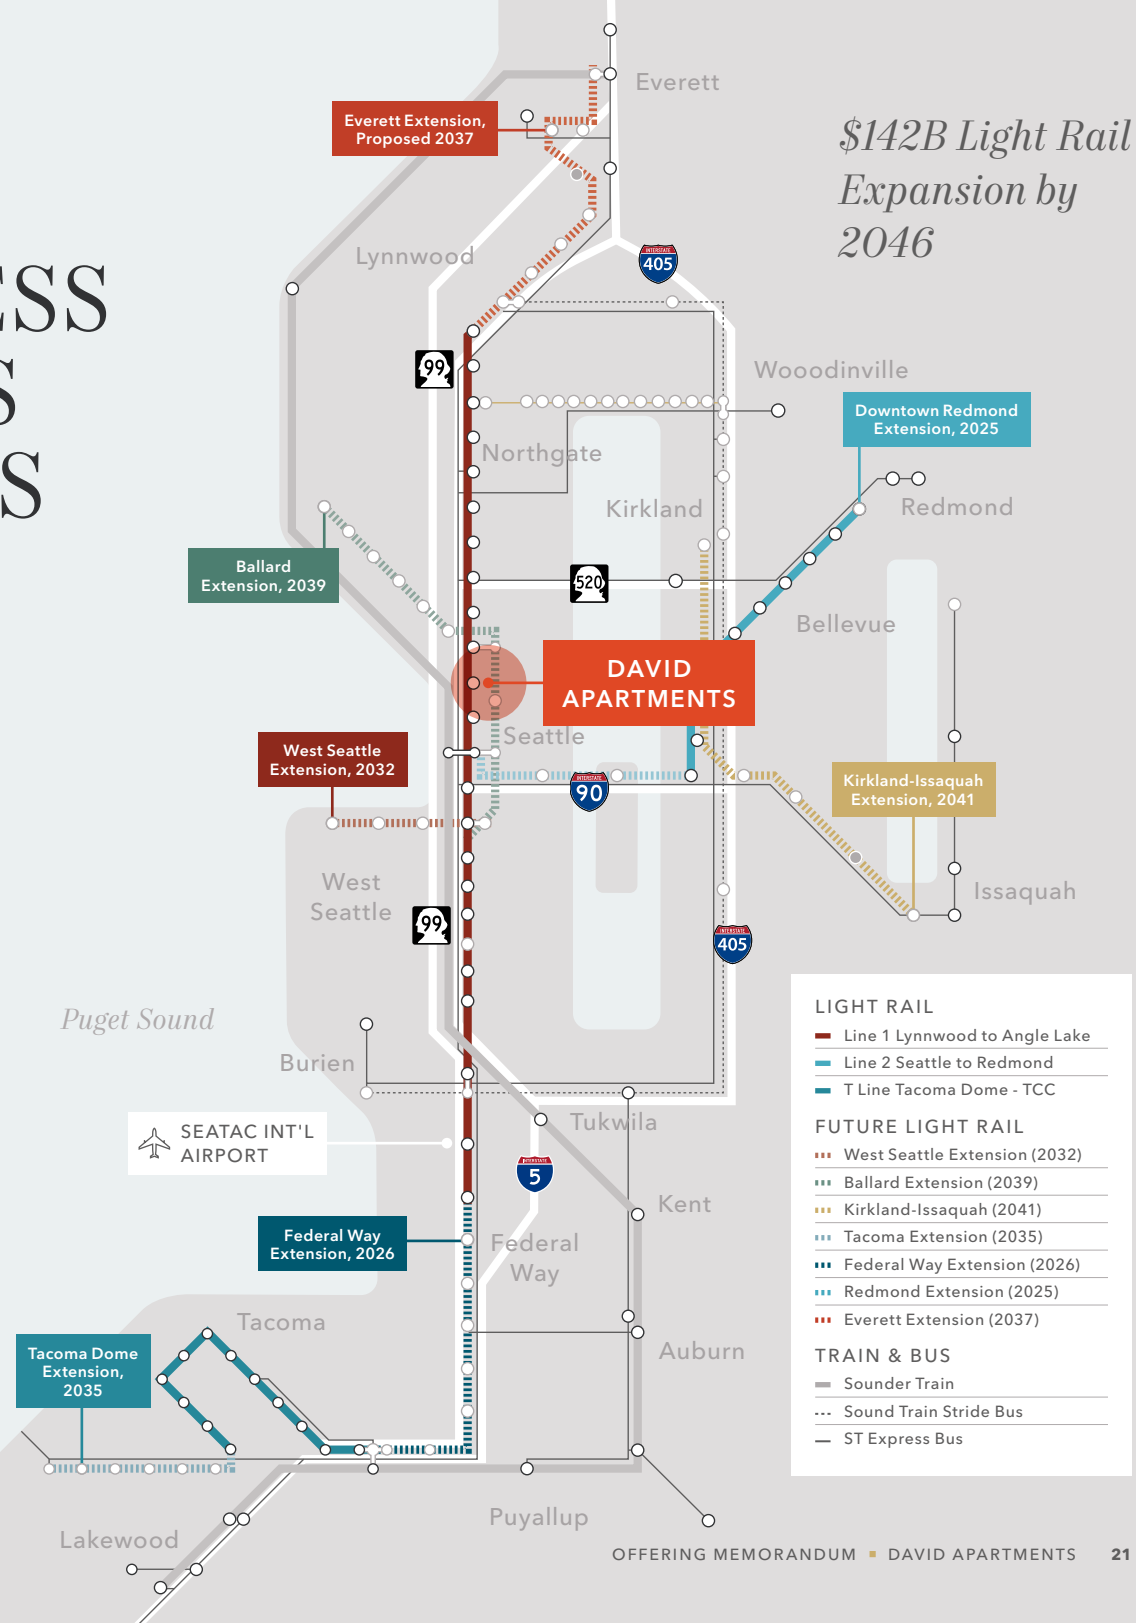 ESS
S
S
$142B Light Rail
Expansion by
2046
Everett
Everett Extension,
Proposed 2037
Lynnwood
INTERSTATE
405
99
Wooodinville
Downtown Redmond
Extension, 2025
Northgate
Kirkland
Redmond
Ballard
Extension, 2039
520
Bellevue
DAVID
APARTMENTS
Seattle
West Seattle
Extension, 2032
INTERSTATE
90
Kirkland-Issaquah
Extension, 2041
West
Seattle
99
Issaquah
INTERSTATE
405
Puget Sound
Burien
Tukwila
SEATAC INT'L
AIRPORT
INTERSTATE
5
Kent
Federal Way
Extension, 2026
Federal
Way
Tacoma
Auburn
Tacoma Dome
Extension,
2035
Puyallup
Lakewood
LIGHT RAIL
Line 1 Lynnwood to Angle Lake
Line 2 Seattle to Redmond
T Line Tacoma Dome - TCC
FUTURE LIGHT RAIL
West Seattle Extension (2032)
Ballard Extension (2039)
Kirkland-Issaquah (2041)
Tacoma Extension (2035)
Federal Way Extension (2026)
Redmond Extension (2025)
Everett Extension (2037)
TRAIN & BUS
Sounder Train
Sound Train Stride Bus
ST Express Bus
OFFERING MEMORANDUM ▪ DAVID APARTMENTS 21